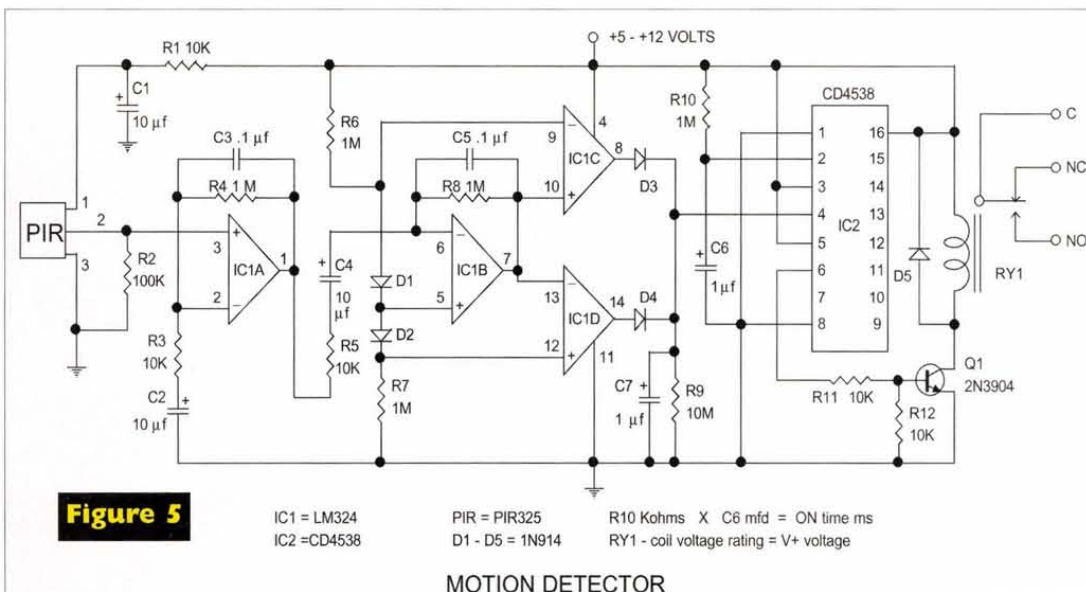 +5 - +12 VOLTS
R1 10K
C1
+
10 µf
C3 .1 µf
R4 1 M
R6
1M
C5 .1 µf
R8 1M
9
4
IC1C
8
10
+
−
D3
R10
1M
CD4538
1
2
3
4
5
6
7
8
16
15
14
13
12
11
10
9
IC2
C
NC
NO
1
2
3
PIR
R2
100K
3
+
IC1A
1
2
−
C4
+
10
µf
D1
6
−
IC1B
7
5
+
D2
13
−
IC1D
14
12
+
11
D4
C6
+
1µf
D5
RY1
R3
10K
C2
+
10 µf
R5
10K
R7
1M
C7
+
1 µf
R9
10M
R11 10K
R12
10K
Q1
2N3904
Figure 5
IC1 = LM324 PIR = PIR325 R10 Kohms X C6 mfd = ON time ms
IC2 =CD4538 D1 - D5 = 1N914 RY1 - coil voltage rating = V+ voltage
MOTION DETECTOR